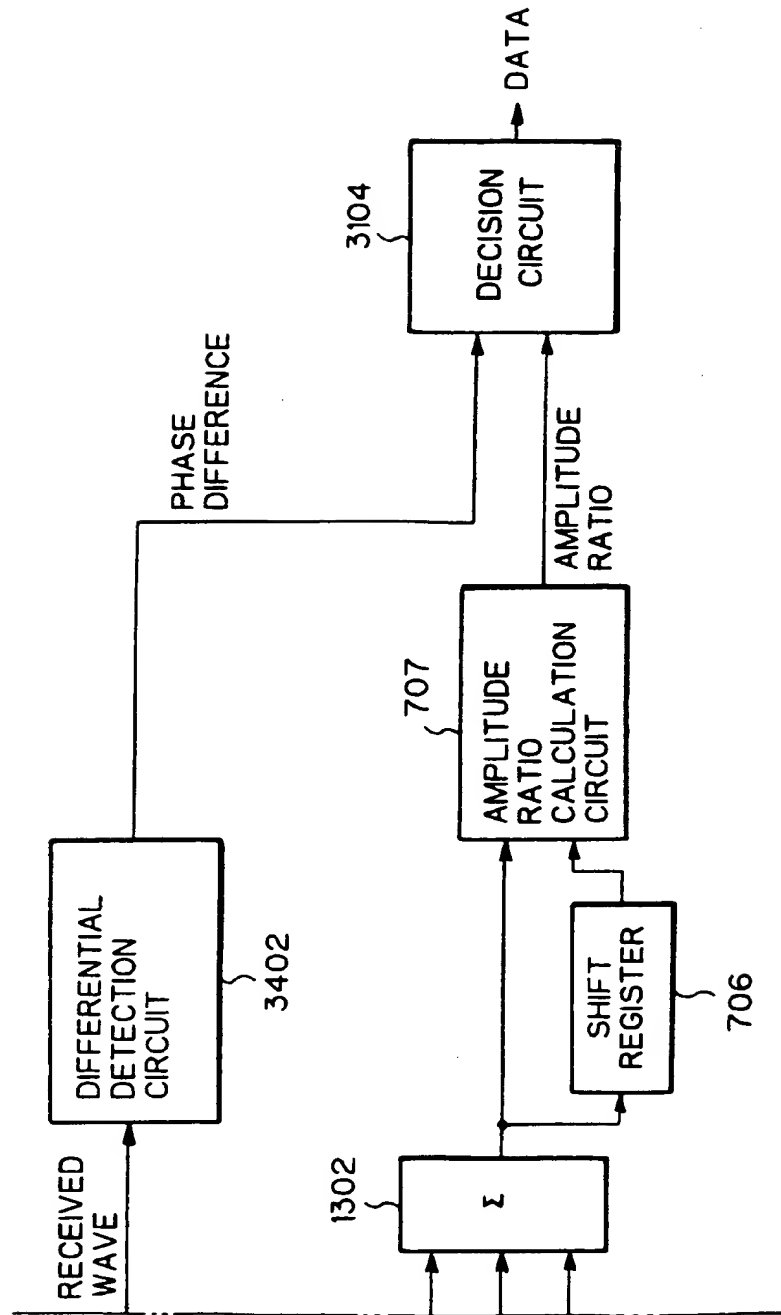 RECEIVED
WAVE
DIFFERENTIAL
DETECTION
CIRCUIT
3402
PHASE
DIFFERENCE
1302
Σ
SHIFT
REGISTER
706
707
AMPLITUDE
RATIO
CALCULATION
CIRCUIT
AMPLITUDE
RATIO
3104
DECISION
CIRCUIT
DATA